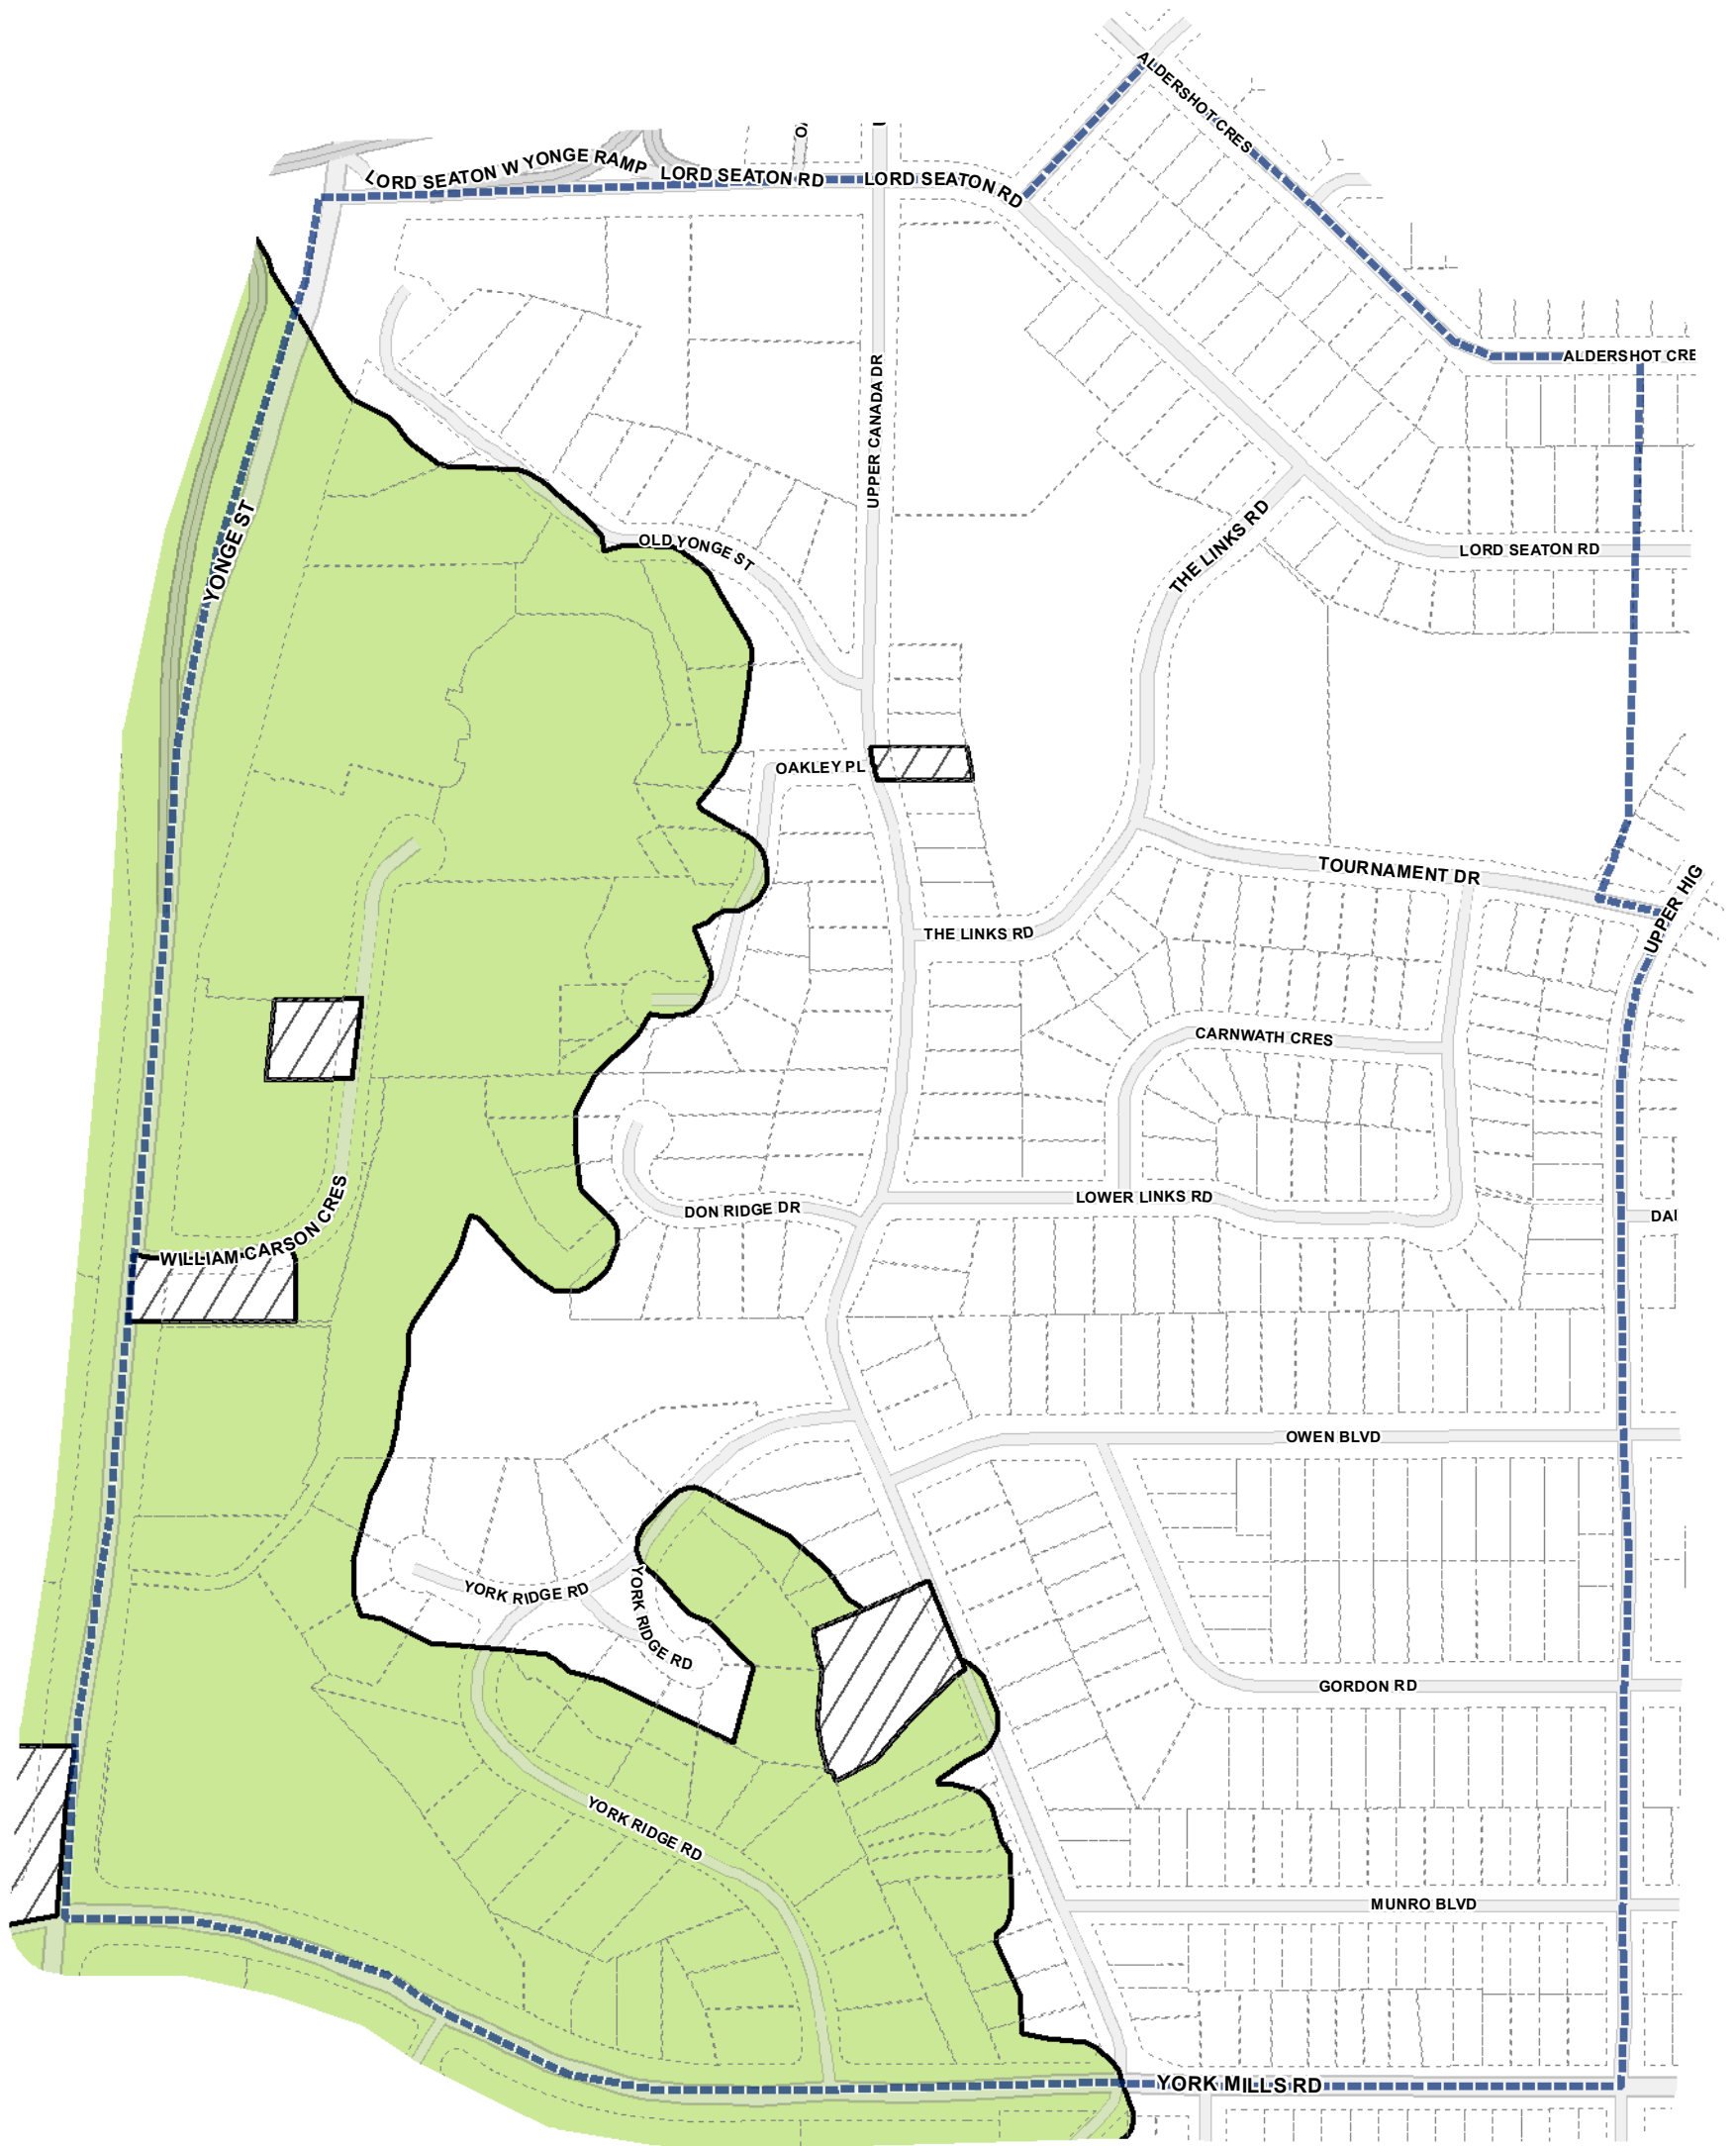 ALDERSHOT CRES
LORD SEATON W YONGE RAMP
LORD SEATON RD
LORD SEATON RD
ALDERSHOT CRE
UPPER CANADA DR
YONGE ST
OLD YONGE ST
THE LINKS RD
LORD SEATON RD
OAKLEY PL
TOURNAMENT DR
UPPER HIG
THE LINKS RD
CARNWATH CRES
WILLIAM CARSON CRES
DON RIDGE DR
LOWER LINKS RD
DAI
OWEN BLVD
YORK RIDGE RD
YORK RIDGE RD
GORDON RD
YORK RIDGE RD
MUNRO BLVD
YORK MILLS RD